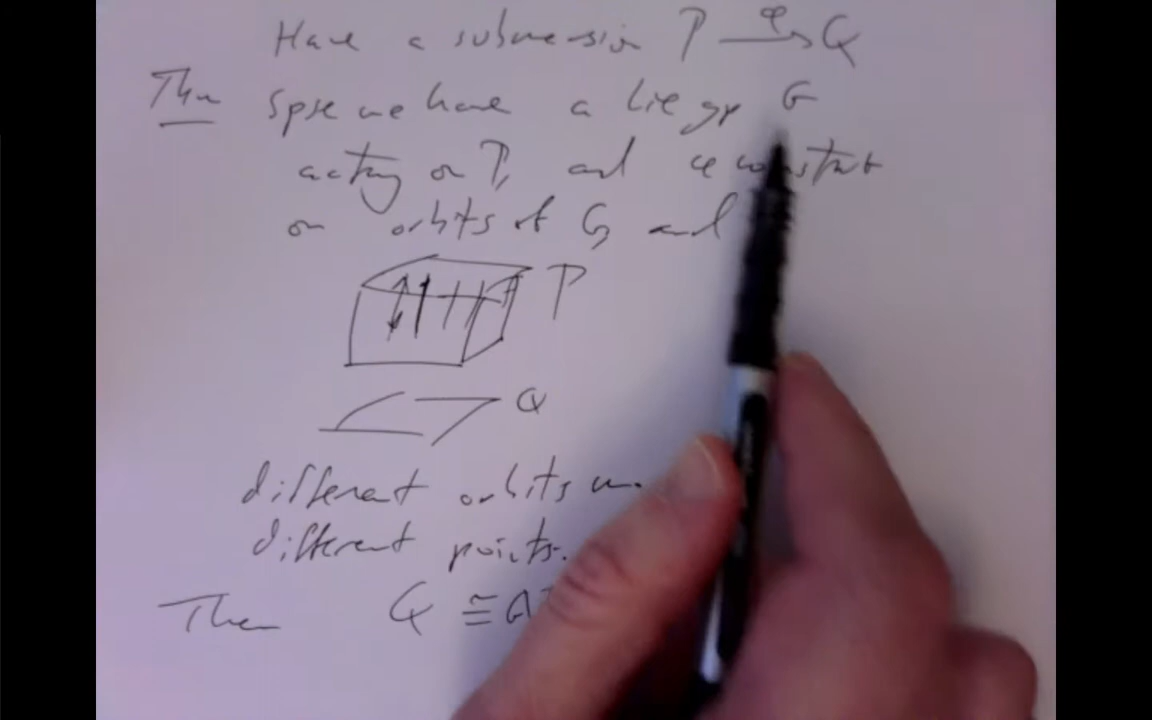 Have a submersion P → Q
φ
Thm Spse we have a Lie gp G
acting on P, and φ constant
on orbits of G, and
P
Q
different orbits
different points.
Then Q ≅